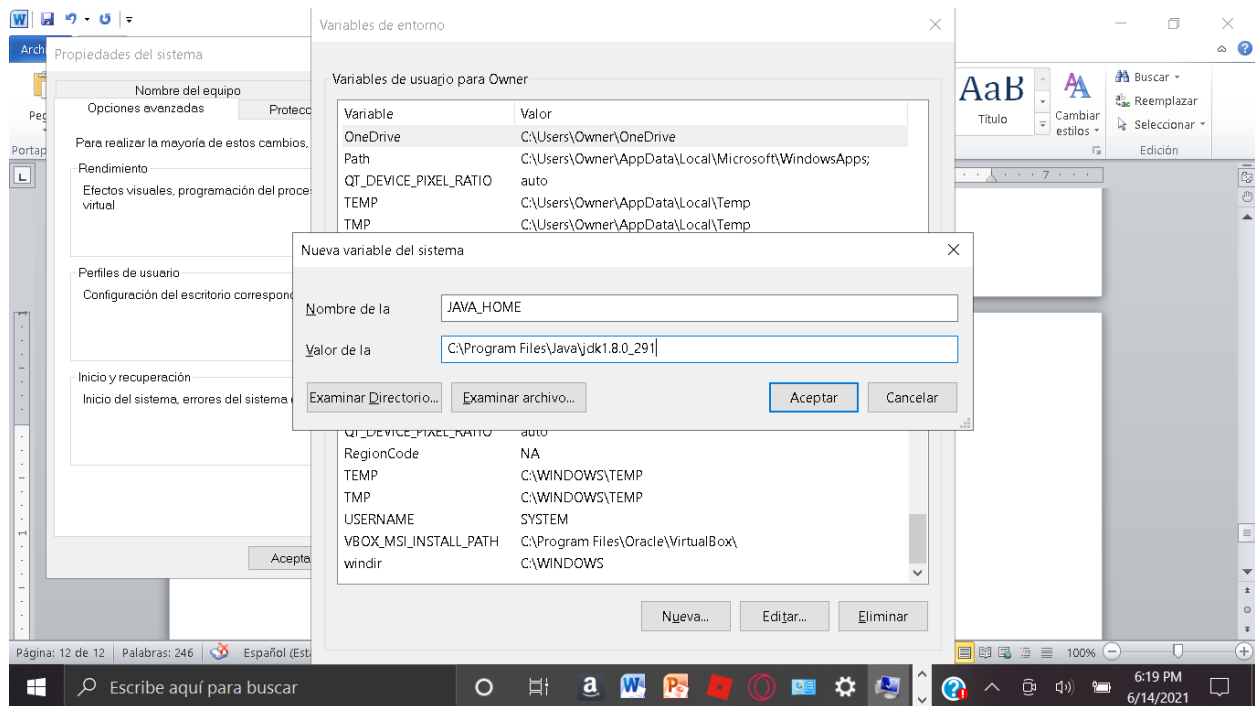 Archi
Variables de entorno
Propiedades del sistema
Nombre del equipo
Opciones avanzadas
Protecc
Para realizar la mayoría de estos cambios,
Rendimiento
Efectos visuales, programación del proce
virtual
Perfiles de usuario
Configuración del escritorio correspond
Inicio y recuperación
Inicio del sistema, errores del sistema
Acepta
Variables de usuario para Owner
Variable Valor
OneDrive C:\Users\Owner\OneDrive
Path C:\Users\Owner\AppData\Local\Microsoft\WindowsApps;
QT_DEVICE_PIXEL_RATIO auto
TEMP C:\Users\Owner\AppData\Local\Temp
TMP C:\Users\Owner\AppData\Local\Temp
Nueva variable del sistema
Nombre de la JAVA_HOME
Valor de la C:\Program Files\Java\jdk1.8.0_291
Examinar Directorio... Examinar archivo... Aceptar Cancelar
QT_DEVICE_PIXEL_RATIO auto
RegionCode NA
TEMP C:\WINDOWS\TEMP
TMP C:\WINDOWS\TEMP
USERNAME SYSTEM
VBOX_MSI_INSTALL_PATH C:\Program Files\Oracle\VirtualBox\
windir C:\WINDOWS
Nueva... Editar... Eliminar
Peg
Portap
AaB
Título
Cambiar
estilos
Buscar
Reemplazar
Seleccionar
Edición
7
Página: 12 de 12 Palabras: 246 Español (Esta 100%
Escribe aquí para buscar
6:19 PM
6/14/2021